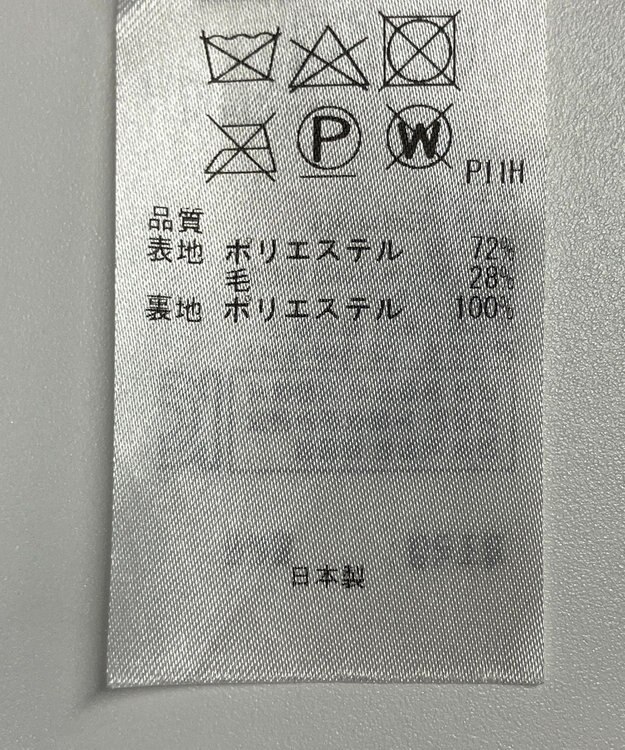 P W
P11H
品質
表地 ポリエステル 72%
毛 28%
裏地 ポリエステル 100%
日本製